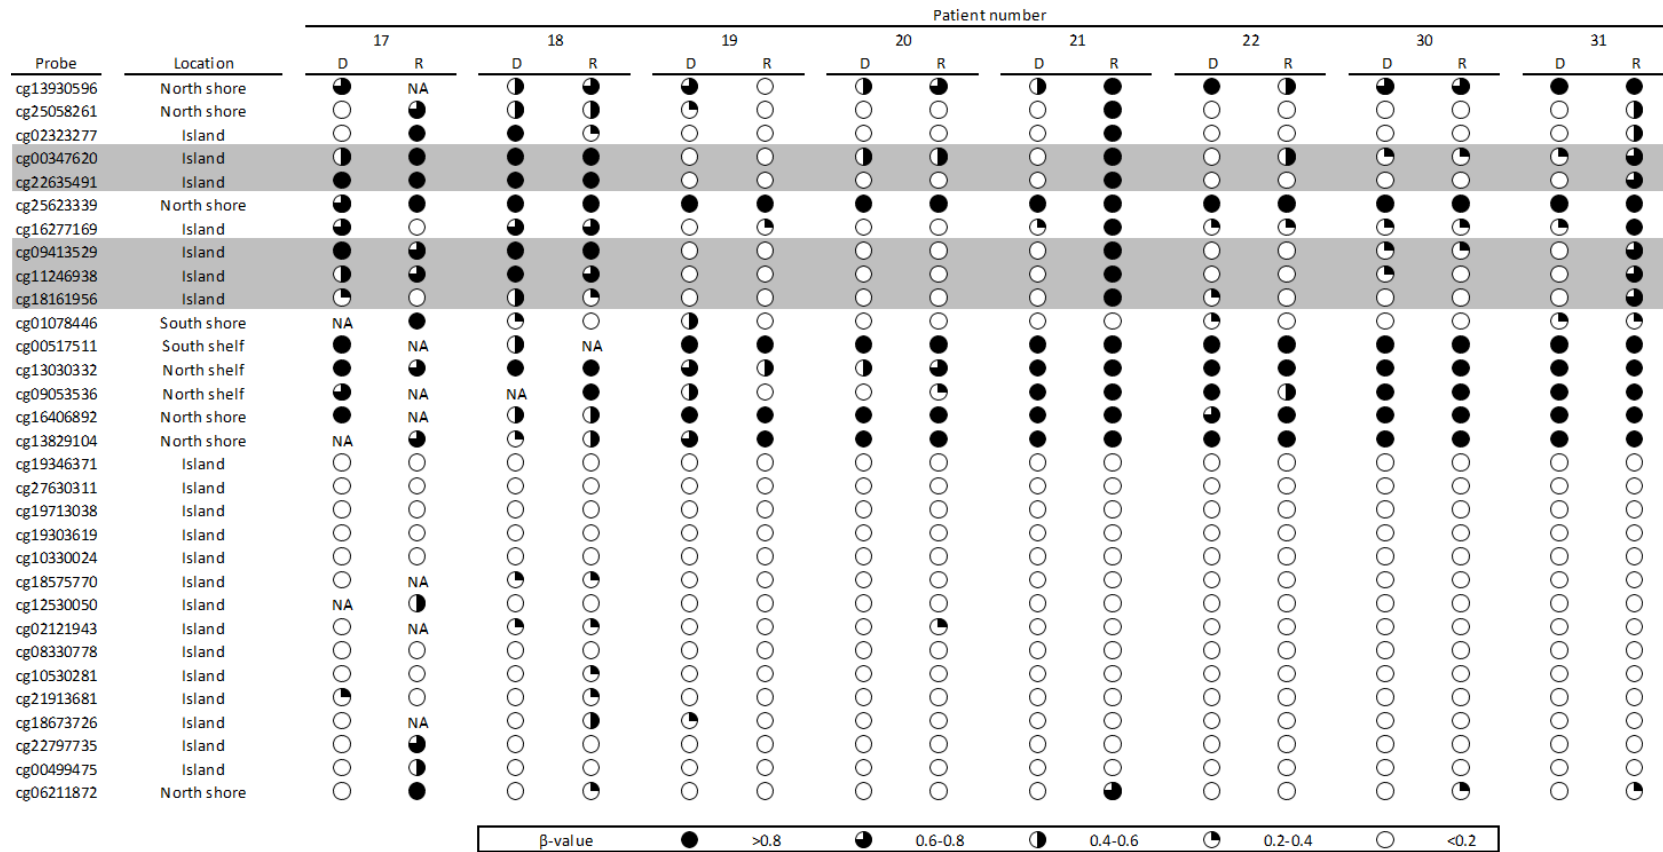 Patient number
17 18 19 20 21 22 30 31
Probe Location D R D R D R D R D R D R D R D R
cg13930596 North shore NA
cg25058261 North shore
cg02323277 Island
cg00347620 Island
cg22635491 Island
cg25623339 North shore
cg16277169 Island
cg09413529 Island
cg11246938 Island
cg18161956 Island
cg01078446 South shore NA
cg00517511 South shelf NA NA
cg13030332 North shelf
cg09053536 North shelf NA NA
cg16406892 North shore NA
cg13829104 North shore NA
cg19346371 Island
cg27630311 Island
cg19713038 Island
cg19303619 Island
cg10330024 Island
cg18575770 Island NA
cg12530050 Island NA
cg02121943 Island NA
cg08330778 Island
cg10530281 Island
cg21913681 Island
cg18673726 Island NA
cg22797735 Island
cg00499475 Island
cg06211872 North shore
β-value >0.8 0.6-0.8 0.4-0.6 0.2-0.4 <0.2